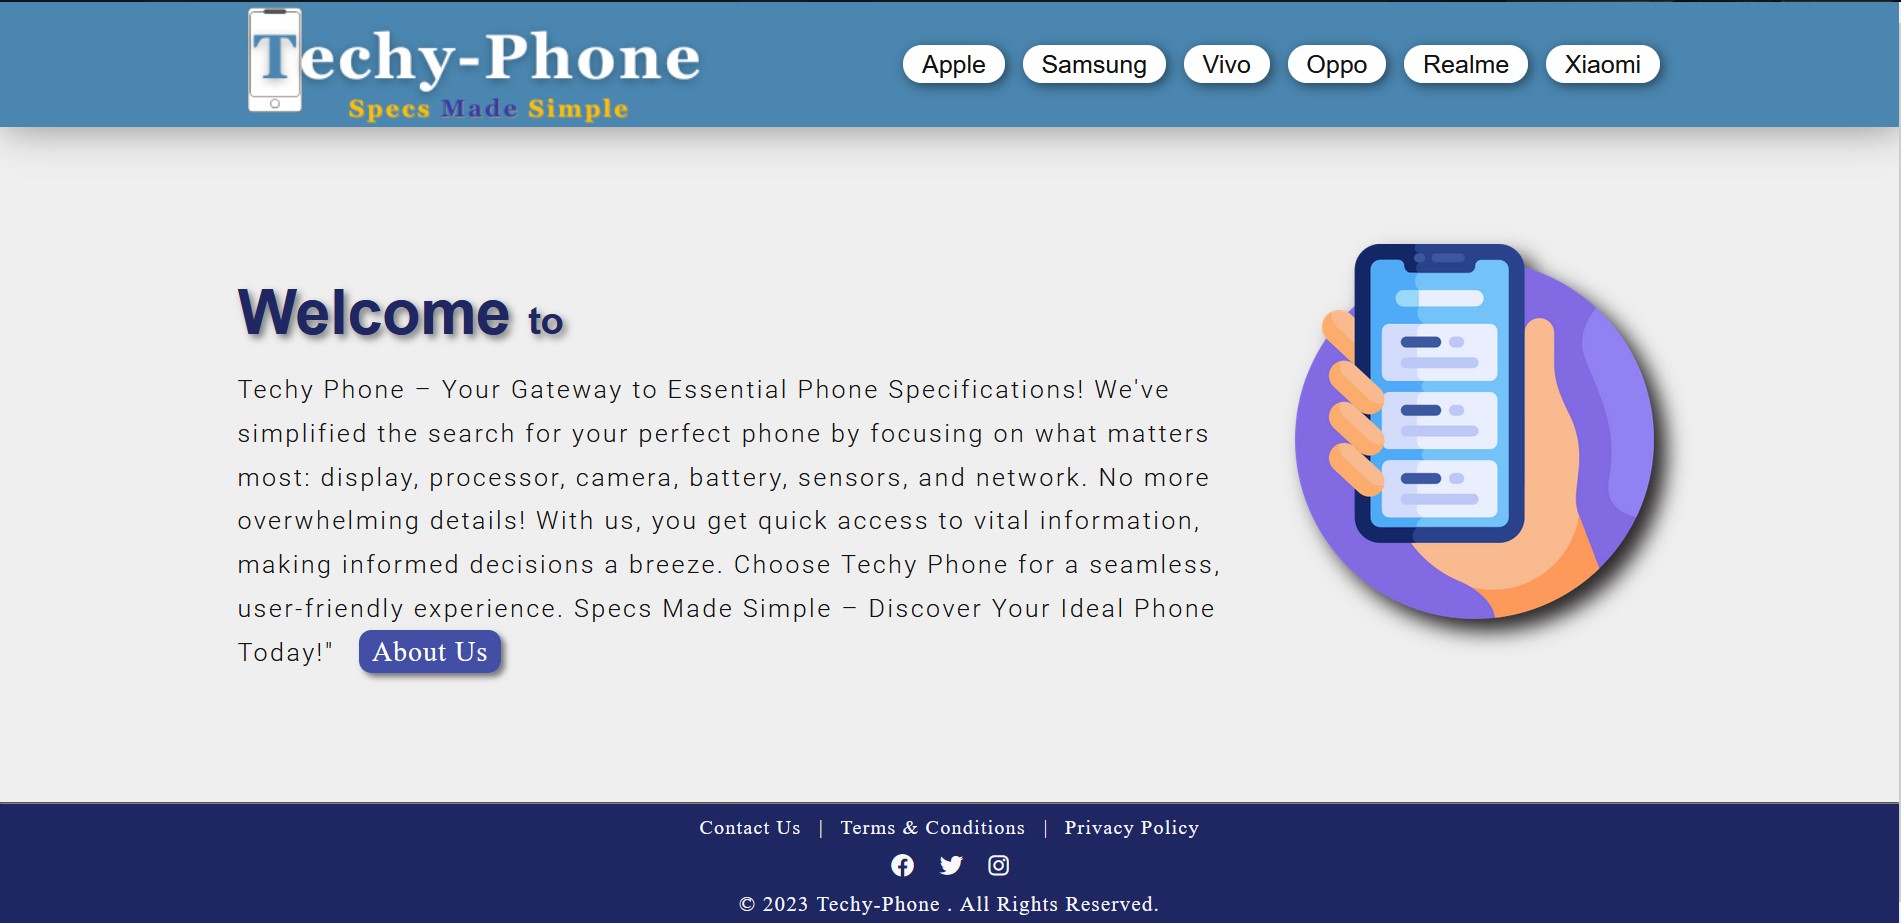 Techy-Phone
Specs Made Simple
Apple Samsung Vivo Oppo Realme Xiaomi
Welcome to
Techy Phone – Your Gateway to Essential Phone Specifications! We've
simplified the search for your perfect phone by focusing on what matters
most: display, processor, camera, battery, sensors, and network. No more
overwhelming details! With us, you get quick access to vital information,
making informed decisions a breeze. Choose Techy Phone for a seamless,
user-friendly experience. Specs Made Simple – Discover Your Ideal Phone
Today!" About Us
Contact Us | Terms & Conditions | Privacy Policy
© 2023 Techy-Phone . All Rights Reserved.